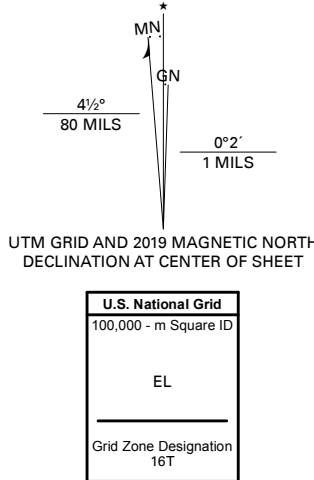 ★
MN
GN
4½°
80 MILS
0°2´
1 MILS
UTM GRID AND 2019 MAGNETIC NORTH
DECLINATION AT CENTER OF SHEET
U.S. National Grid
100,000 - m Square ID
EL
Grid Zone Designation
16T